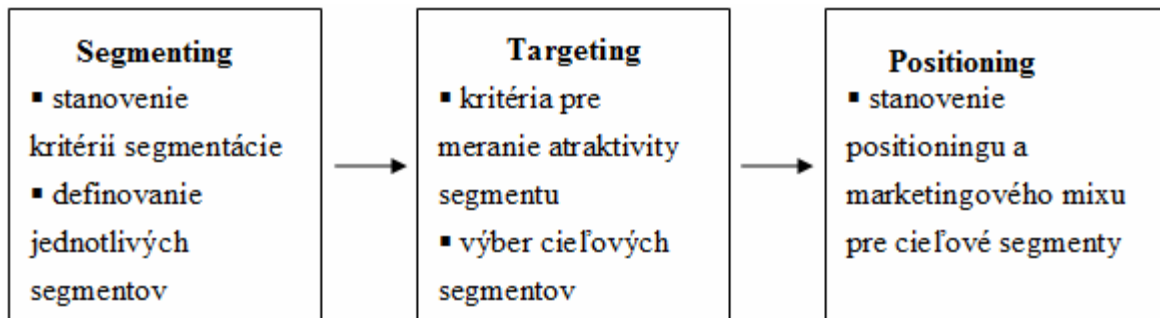 Segmenting
▪ stanovenie
kritérií segmentácie
▪ definovanie
jednotlivých
segmentov
Targeting
▪ kritéria pre
meranie atraktivity
segmentu
▪ výber cieľových
segmentov
Positioning
▪ stanovenie
positioningu a
marketingového mixu
pre cieľové segmenty